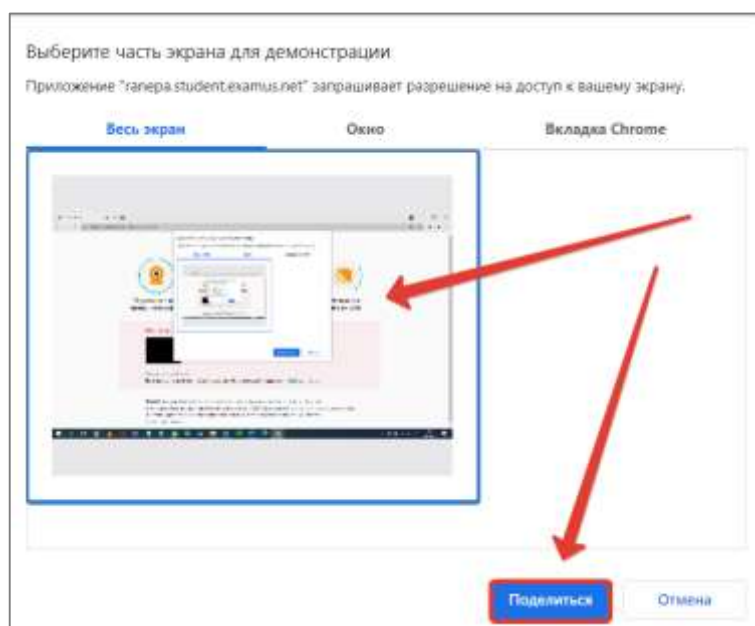 Выберите часть экрана для демонстрации
Приложение "ranepa.student.examus.net" запрашивает разрешение на доступ к вашему экрану.
Весь экран Окно Вкладка Chrome
Поделиться Отмена